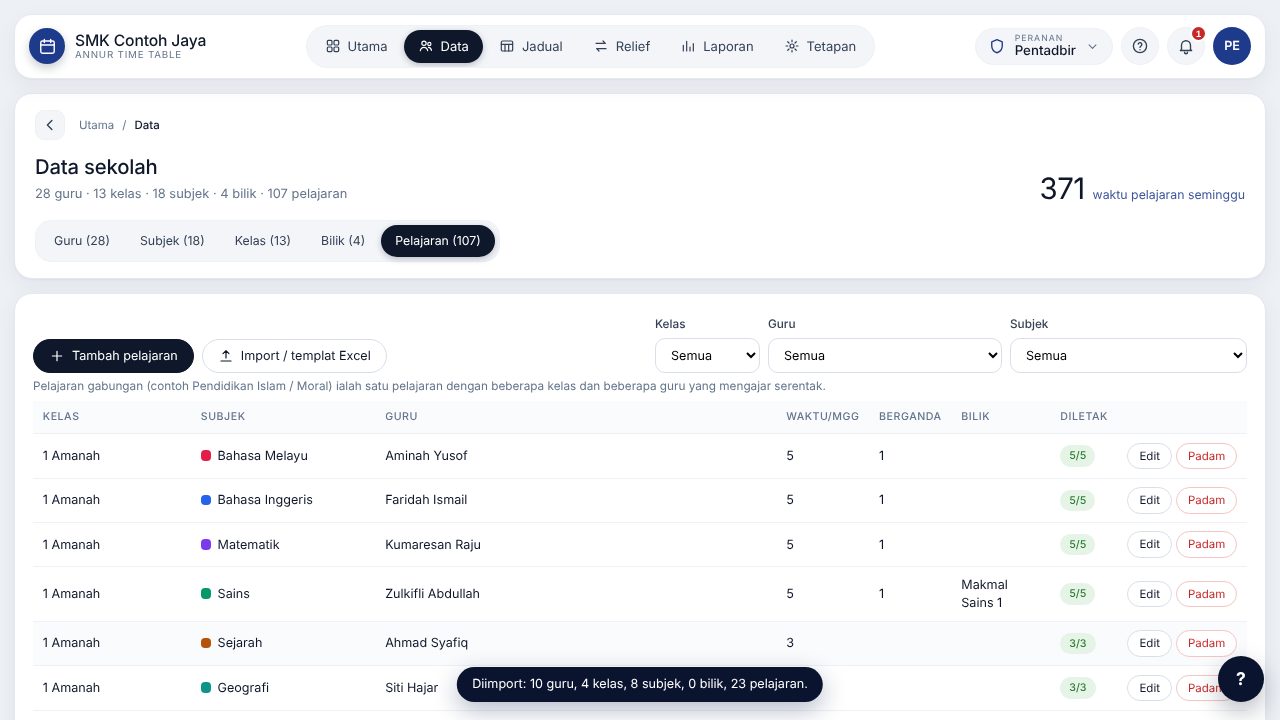 SMK Contoh Jaya
ANNUR TIME TABLE
Utama
Data
Jadual
Relief
Laporan
Tetapan
PERANAN
Pentadbir
1
PE
Utama / Data
Data sekolah
28 guru · 13 kelas · 18 subjek · 4 bilik · 107 pelajaran
371 waktu pelajaran seminggu
Guru (28) Subjek (18) Kelas (13) Bilik (4) Pelajaran (107)
Kelas Guru Subjek
Tambah pelajaran Import / templat Excel Semua Semua Semua
Pelajaran gabungan (contoh Pendidikan Islam / Moral) ialah satu pelajaran dengan beberapa kelas dan beberapa guru yang mengajar serentak.
KELAS SUBJEK GURU WAKTU/MGG BERGANDA BILIK DILETAK
1 Amanah Bahasa Melayu Aminah Yusof 5 1 5/5 Edit Padam
1 Amanah Bahasa Inggeris Faridah Ismail 5 1 5/5 Edit Padam
1 Amanah Matematik Kumaresan Raju 5 1 5/5 Edit Padam
1 Amanah Sains Zulkifli Abdullah 5 1 Makmal Sains 1 5/5 Edit Padam
1 Amanah Sejarah Ahmad Syafiq 3 3/3 Edit Padam
1 Amanah Geografi Siti Hajar 3/3 Edit
Diimport: 10 guru, 4 kelas, 8 subjek, 0 bilik, 23 pelajaran.
?